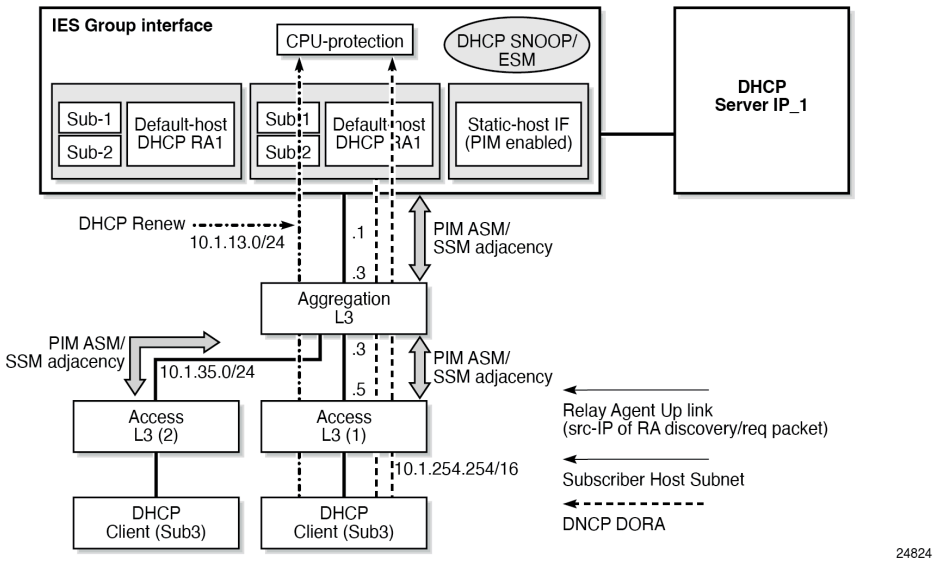 IES Group interface
CPU-protection
DHCP SNOOP/
ESM
DHCP
Server IP_1
Sub-1
Sub-2
Default-host
DHCP RA1
Sub-1
Sub-2
Default-host
DHCP RA1
Static-host IF
(PIM enabled)
DHCP Renew
10.1.13.0/24
.1
.3
PIM ASM/
SSM adjacency
Aggregation
L3
PIM ASM/
SSM adjacency
10.1.35.0/24
.3
.5
PIM ASM/
SSM adjacency
Access
L3 (2)
Access
L3 (1)
10.1.254.254/16
DHCP
Client (Sub3)
DHCP
Client (Sub3)
Relay Agent Up link
(src-IP of RA discovery/req packet)
Subscriber Host Subnet
DNCP DORA
24824